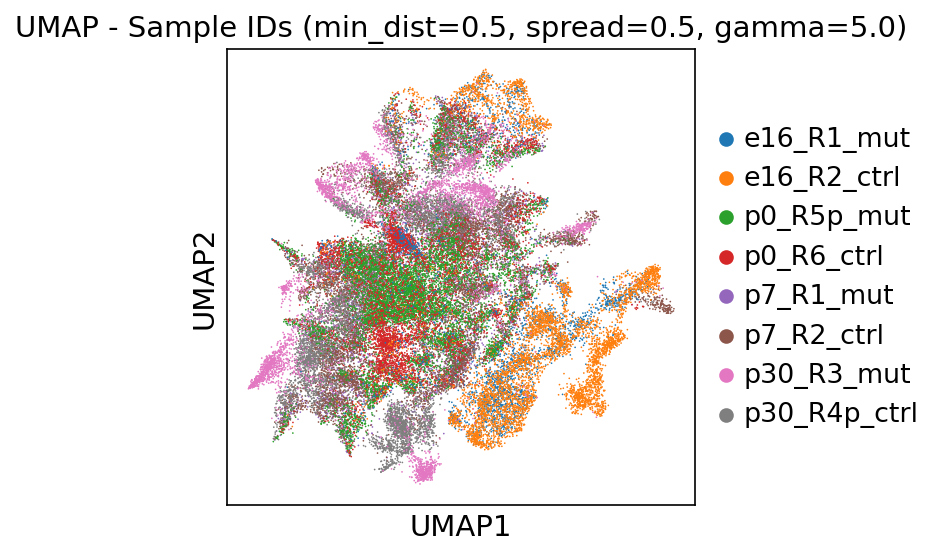 UMAP - Sample IDs (min_dist=0.5, spread=0.5, gamma=5.0)
UMAP2
UMAP1
e16_R1_mut
e16_R2_ctrl
p0_R5p_mut
p0_R6_ctrl
p7_R1_mut
p7_R2_ctrl
p30_R3_mut
p30_R4p_ctrl